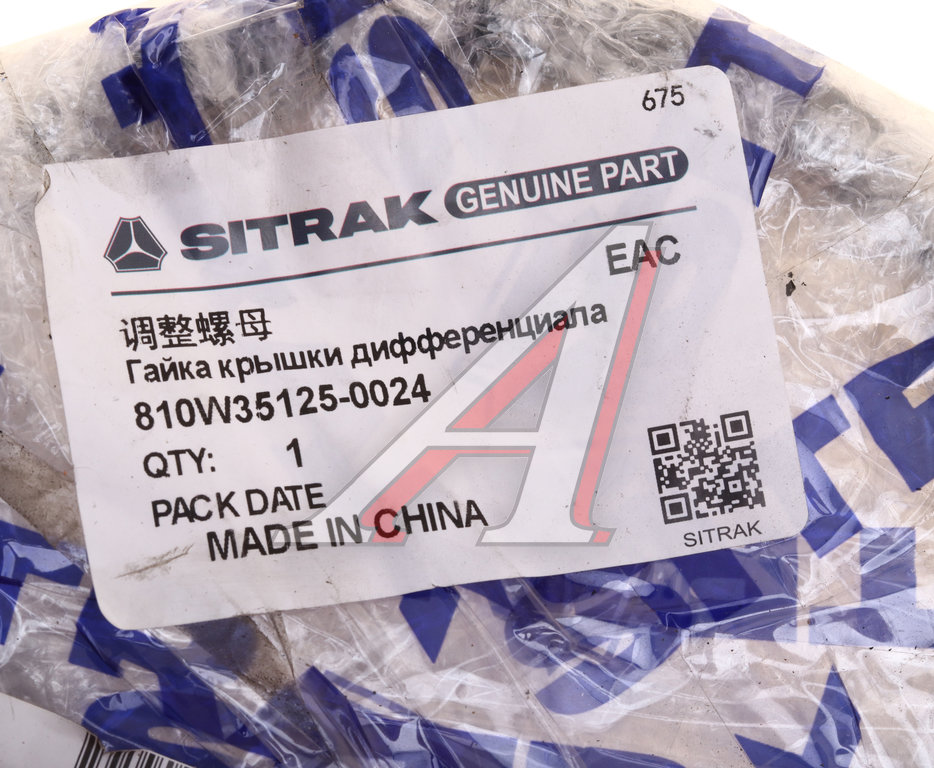 675
SITRAK GENUINE PART
EAC
调整螺母
Гайка крышки дифференциала
810W35125-0024
QTY: 1
PACK DATE
MADE IN CHINA
SITRAK